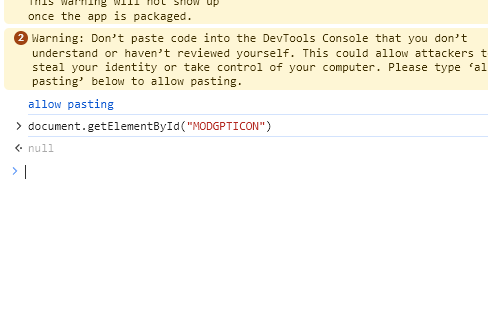 This warning will not show up
once the app is packaged.
2 Warning: Don’t paste code into the DevTools Console that you don’t
understand or haven’t reviewed yourself. This could allow attackers t
steal your identity or take control of your computer. Please type ‘al
pasting’ below to allow pasting.
allow pasting
> document.getElementById("MODGPTICON")
<· null
>